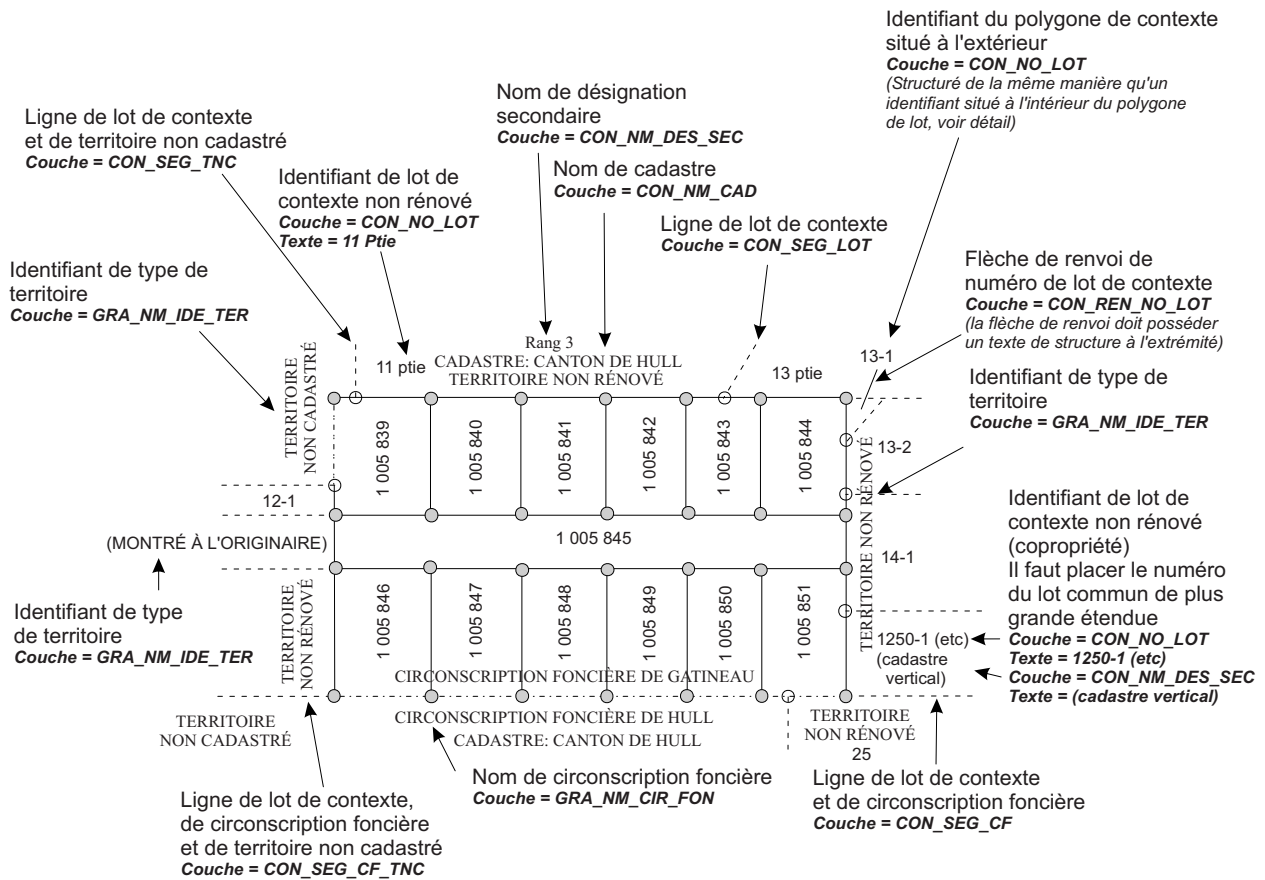 Identifiant du polygone de contexte
situé à l'extérieur
Couche = CON_NO_LOT
(Structuré de la même manière qu'un
identifiant situé à l'intérieur du polygone
de lot, voir détail)
Nom de désignation
secondaire
Couche = CON_NM_DES_SEC
Ligne de lot de contexte
et de territoire non cadastré
Couche = CON_SEG_TNC
Nom de cadastre
Couche = CON_NM_CAD
Identifiant de lot de
contexte non rénové
Couche = CON_NO_LOT
Texte = 11 Ptie
Ligne de lot de contexte
Couche = CON_SEG_LOT
Identifiant de type de
territoire
Couche = GRA_NM_IDE_TER
Flèche de renvoi de
numéro de lot de contexte
Couche = CON_REN_NO_LOT
(la flèche de renvoi doit posséder
un texte de structure à l'extrémité)
Identifiant de type de
territoire
Couche = GRA_NM_IDE_TER
Rang 3
CADASTRE: CANTON DE HULL
TERRITOIRE NON RÉNOVÉ
11 ptie
13 ptie
13-1
TERRITOIRE
NON CADASTRÉ
1 005 839
1 005 840
1 005 841
1 005 842
1 005 843
1 005 844
13-2
TERRITOIRE NON RÉNOVÉ
12-1
(MONTRÉ À L'ORIGINAIRE)
1 005 845
14-1
Identifiant de lot de
contexte non rénové
(copropriété)
Il faut placer le numéro
du lot commun de plus
grande étendue
Couche = CON_NO_LOT
Texte = 1250-1 (etc)
Couche = CON_NM_DES_SEC
Texte = (cadastre vertical)
Identifiant de type
de territoire
Couche = GRA_NM_IDE_TER
TERRITOIRE
NON RÉNOVÉ
1 005 846
1 005 847
1 005 848
1 005 849
1 005 850
1 005 851
1250-1 (etc)
(cadastre
vertical)
CIRCONSCRIPTION FONCIÈRE DE GATINEAU
TERRITOIRE
NON CADASTRÉ
CIRCONSCRIPTION FONCIÈRE DE HULL
CADASTRE: CANTON DE HULL
TERRITOIRE
NON RÉNOVÉ
25
Nom de circonscription foncière
Couche = GRA_NM_CIR_FON
Ligne de lot de contexte
et de circonscription foncière
Couche = CON_SEG_CF
Ligne de lot de contexte,
de circonscription foncière
et de territoire non cadastré
Couche = CON_SEG_CF_TNC